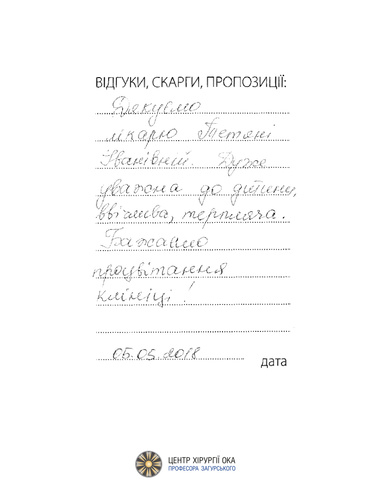 ВІДГУКИ, СКАРГИ, ПРОПОЗИЦІЇ:
Дякуємо
лікарю Тетяні
Іванівній. Дуже
уважна до дитини,
ввічлива, терпляча.
Бажаємо
процвітання
клініці!
05.05.2018
дата
ЦЕНТР ХІРУРГІЇ ОКА
ПРОФЕСОРА ЗАГУРСЬКОГО